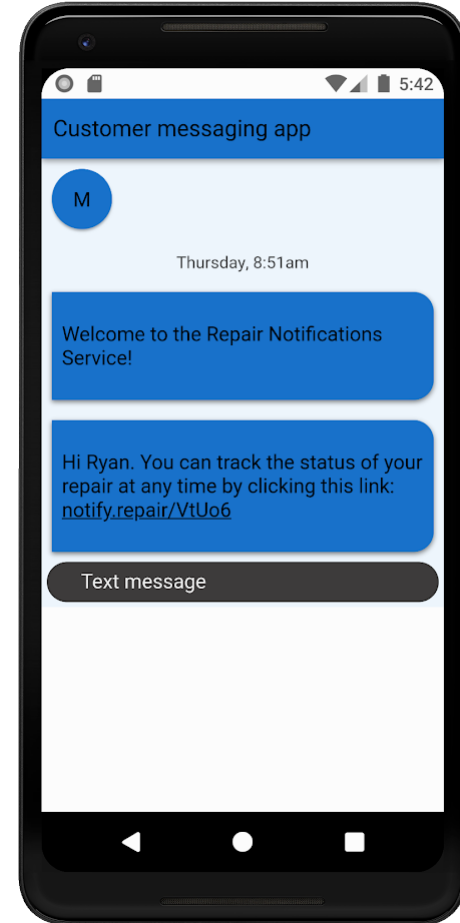 5:42
Customer messaging app
M
Thursday, 8:51am
Welcome to the Repair Notifications
Service!
Hi Ryan. You can track the status of your
repair at any time by clicking this link:
notify.repair/VtUo6
Text message